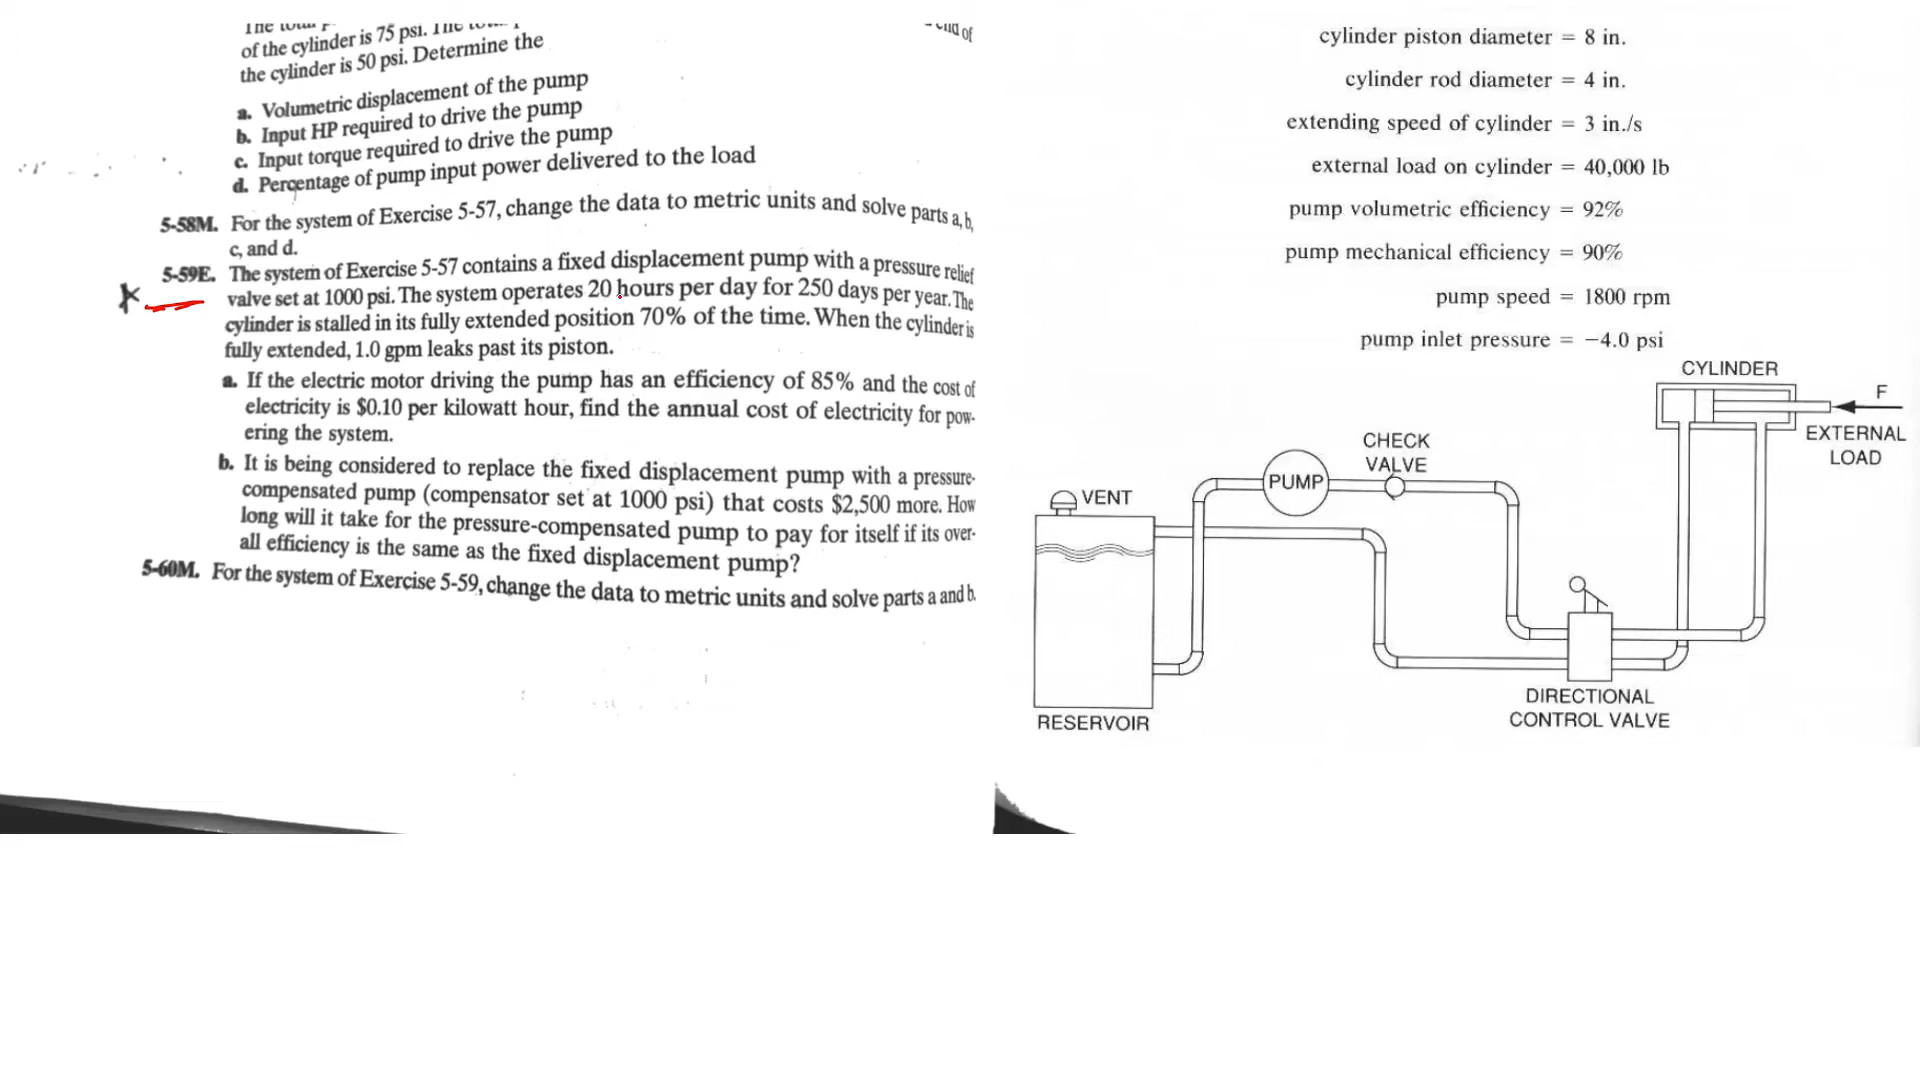 of the cylinder is 75 psi.
the cylinder is 50 psi. Determine the
end of
a. Volumetric displacement of the pump
b. Input HP required to drive the pump
c. Input torque required to drive the pump
d. Percentage of pump input power delivered to the load
5-58M. For the system of Exercise 5-57, change the data to metric units and solve parts a, b,
c, and d.
5-59E. The system of Exercise 5-57 contains a fixed displacement pump with a pressure relief
valve set at 1000 psi. The system operates 20 hours per day for 250 days per year. The
cylinder is stalled in its fully extended position 70% of the time. When the cylinder is
fully extended, 1.0 gpm leaks past its piston.
a. If the electric motor driving the pump has an efficiency of 85% and the cost of
electricity is $0.10 per kilowatt hour, find the annual cost of electricity for pow-
ering the system.
b. It is being considered to replace the fixed displacement pump with a pressure-
compensated pump (compensator set at 1000 psi) that costs $2,500 more. How
long will it take for the pressure-compensated pump to pay for itself if its over-
all efficiency is the same as the fixed displacement pump?
5-60M. For the system of Exercise 5-59, change the data to metric units and solve parts a and b.
cylinder piston diameter = 8 in.
cylinder rod diameter = 4 in.
extending speed of cylinder = 3 in./s
external load on cylinder = 40,000 lb
pump volumetric efficiency = 92%
pump mechanical efficiency = 90%
pump speed = 1800 rpm
pump inlet pressure = −4.0 psi
CYLINDER
F
EXTERNAL
LOAD
CHECK
VALVE
PUMP
VENT
RESERVOIR
DIRECTIONAL
CONTROL VALVE